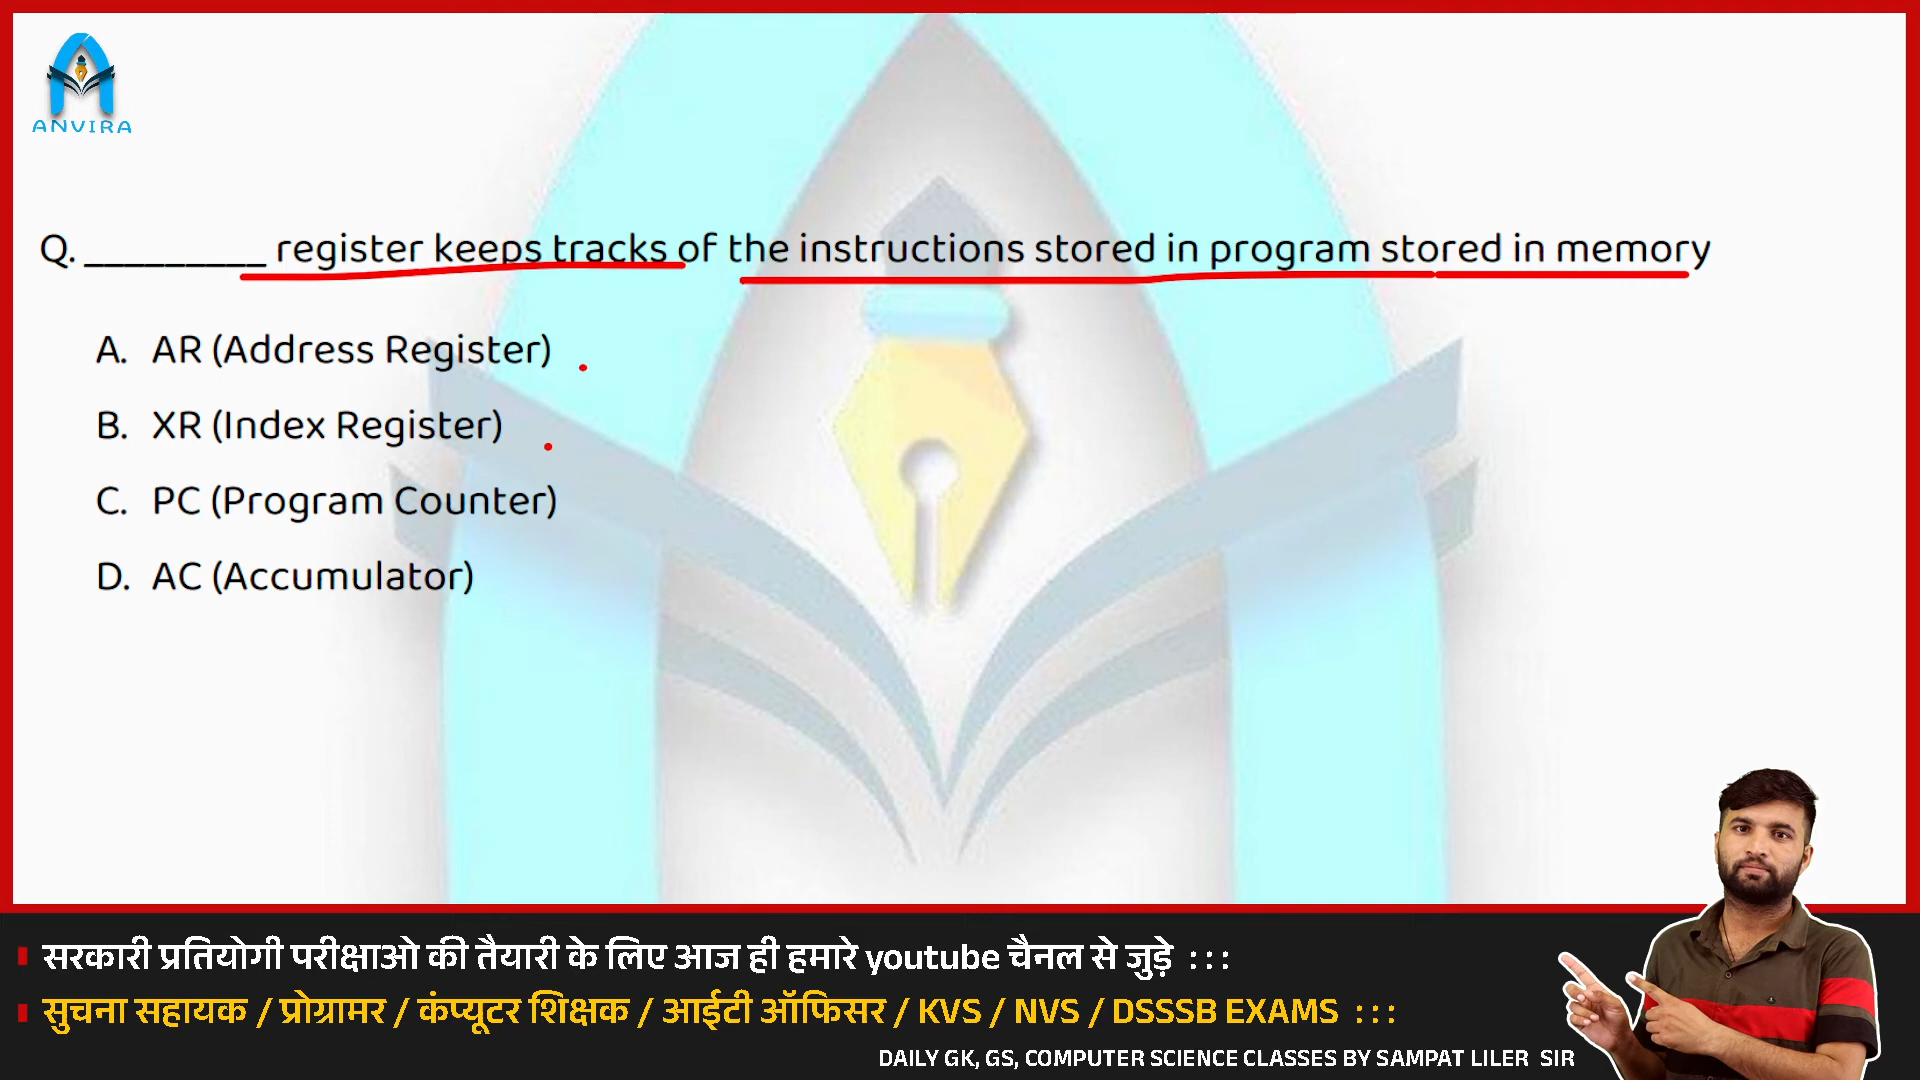 ANVIRA
Q. _________ register keeps tracks of the instructions stored in program stored in memory
A. AR (Address Register)
B. XR (Index Register)
C. PC (Program Counter)
D. AC (Accumulator)
सरकारी प्रतियोगी परीक्षाओ की तैयारी के लिए आज ही हमारे youtube चैनल से जुड़े :::
सुचना सहायक / प्रोग्रामर / कंप्यूटर शिक्षक / आईटी ऑफिसर / KVS / NVS / DSSSB EXAMS :::
DAILY GK, GS, COMPUTER SCIENCE CLASSES BY SAMPAT LILER SIR